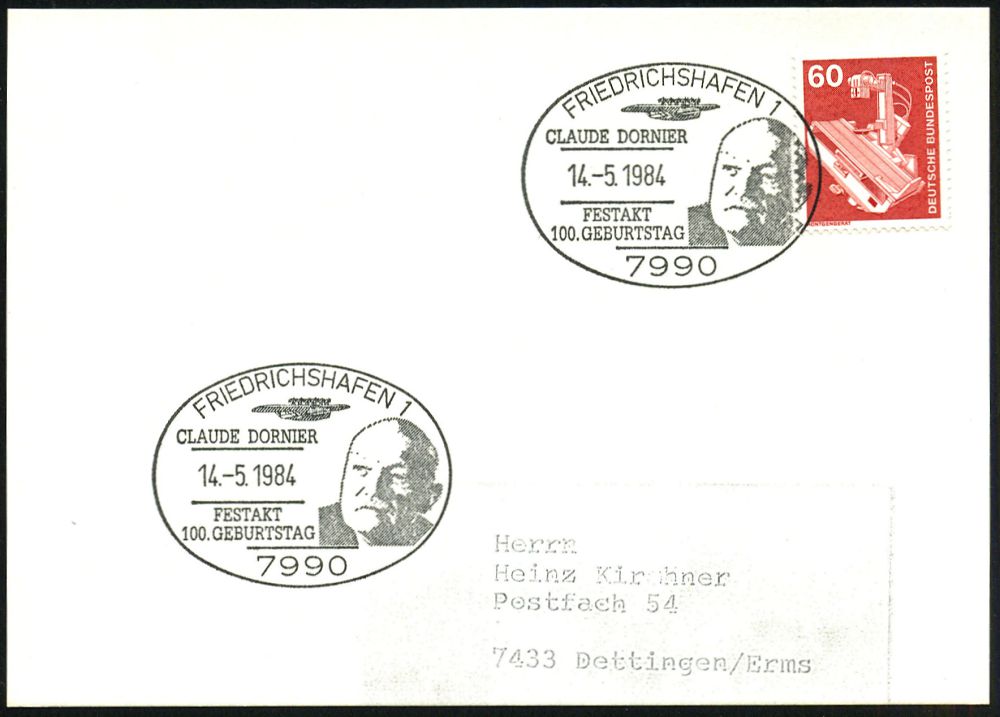 FRIEDRICHSHAFEN 1
CLAUDE DORNIER
14.-5.1984
FESTAKT
100. GEBURTSTAG
7990
60
DEUTSCHE BUNDESPOST
RÖNTGENGERÄT
FRIEDRICHSHAFEN 1
CLAUDE DORNIER
14.-5.1984
FESTAKT
100. GEBURTSTAG
7990
Herrn
Heinz
Postfach 54
7433 Dettingen/Erms